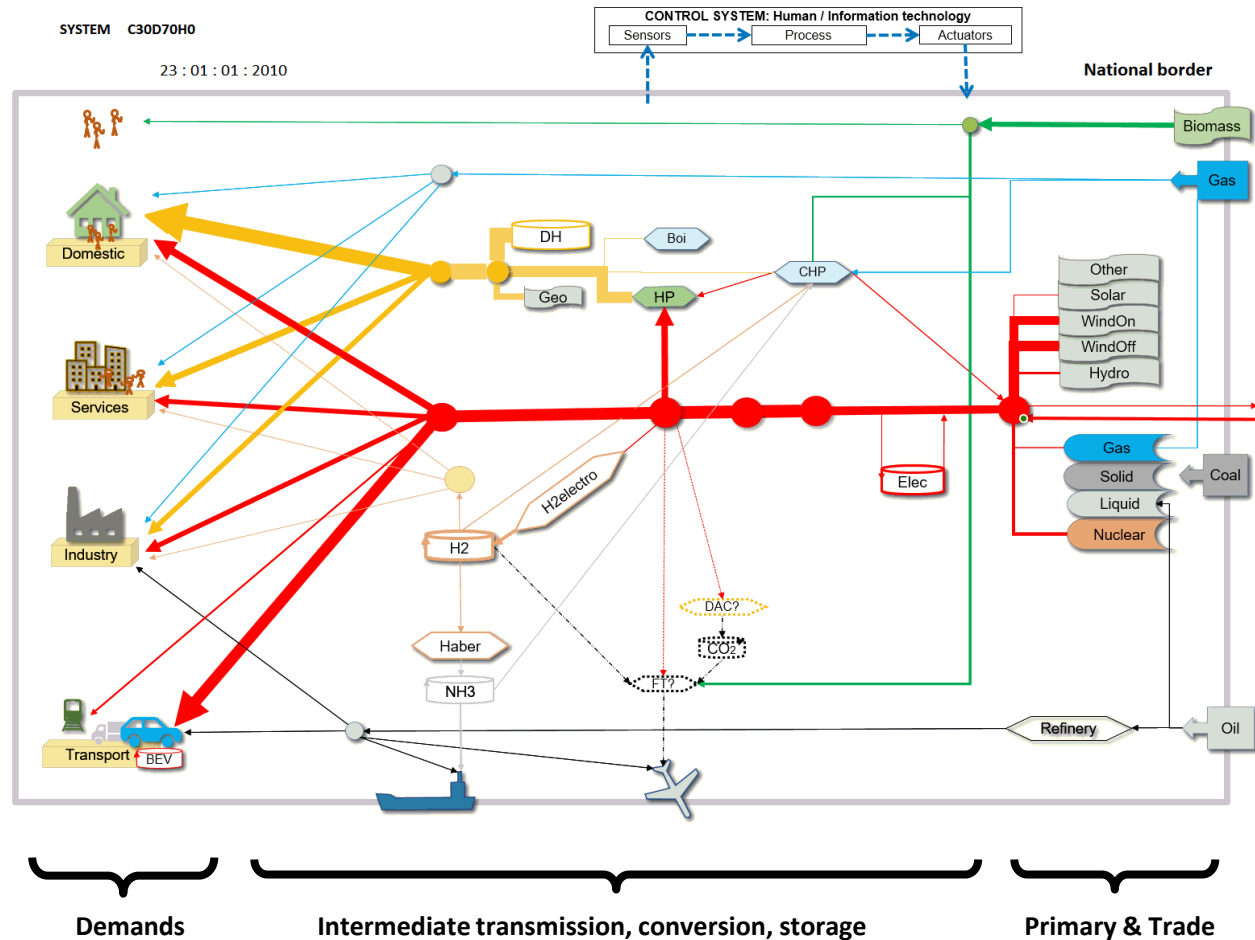 CONTROL SYSTEM: Human / Information technology
Sensors
Process
Actuators
SYSTEM C30D70H0
23 : 01 : 01 : 2010
National border
Biomass
Gas
Domestic
DH
Boi
CHP
Geo
HP
Other
Solar
WindOn
WindOff
Hydro
Services
Gas
Solid
Coal
Liquid
Nuclear
Elec
H2electro
H2
Industry
DAC?
CO2
Haber
FT?
NH3
Refinery
Oil
Transport
BEV
Demands
Intermediate transmission, conversion, storage
Primary & Trade